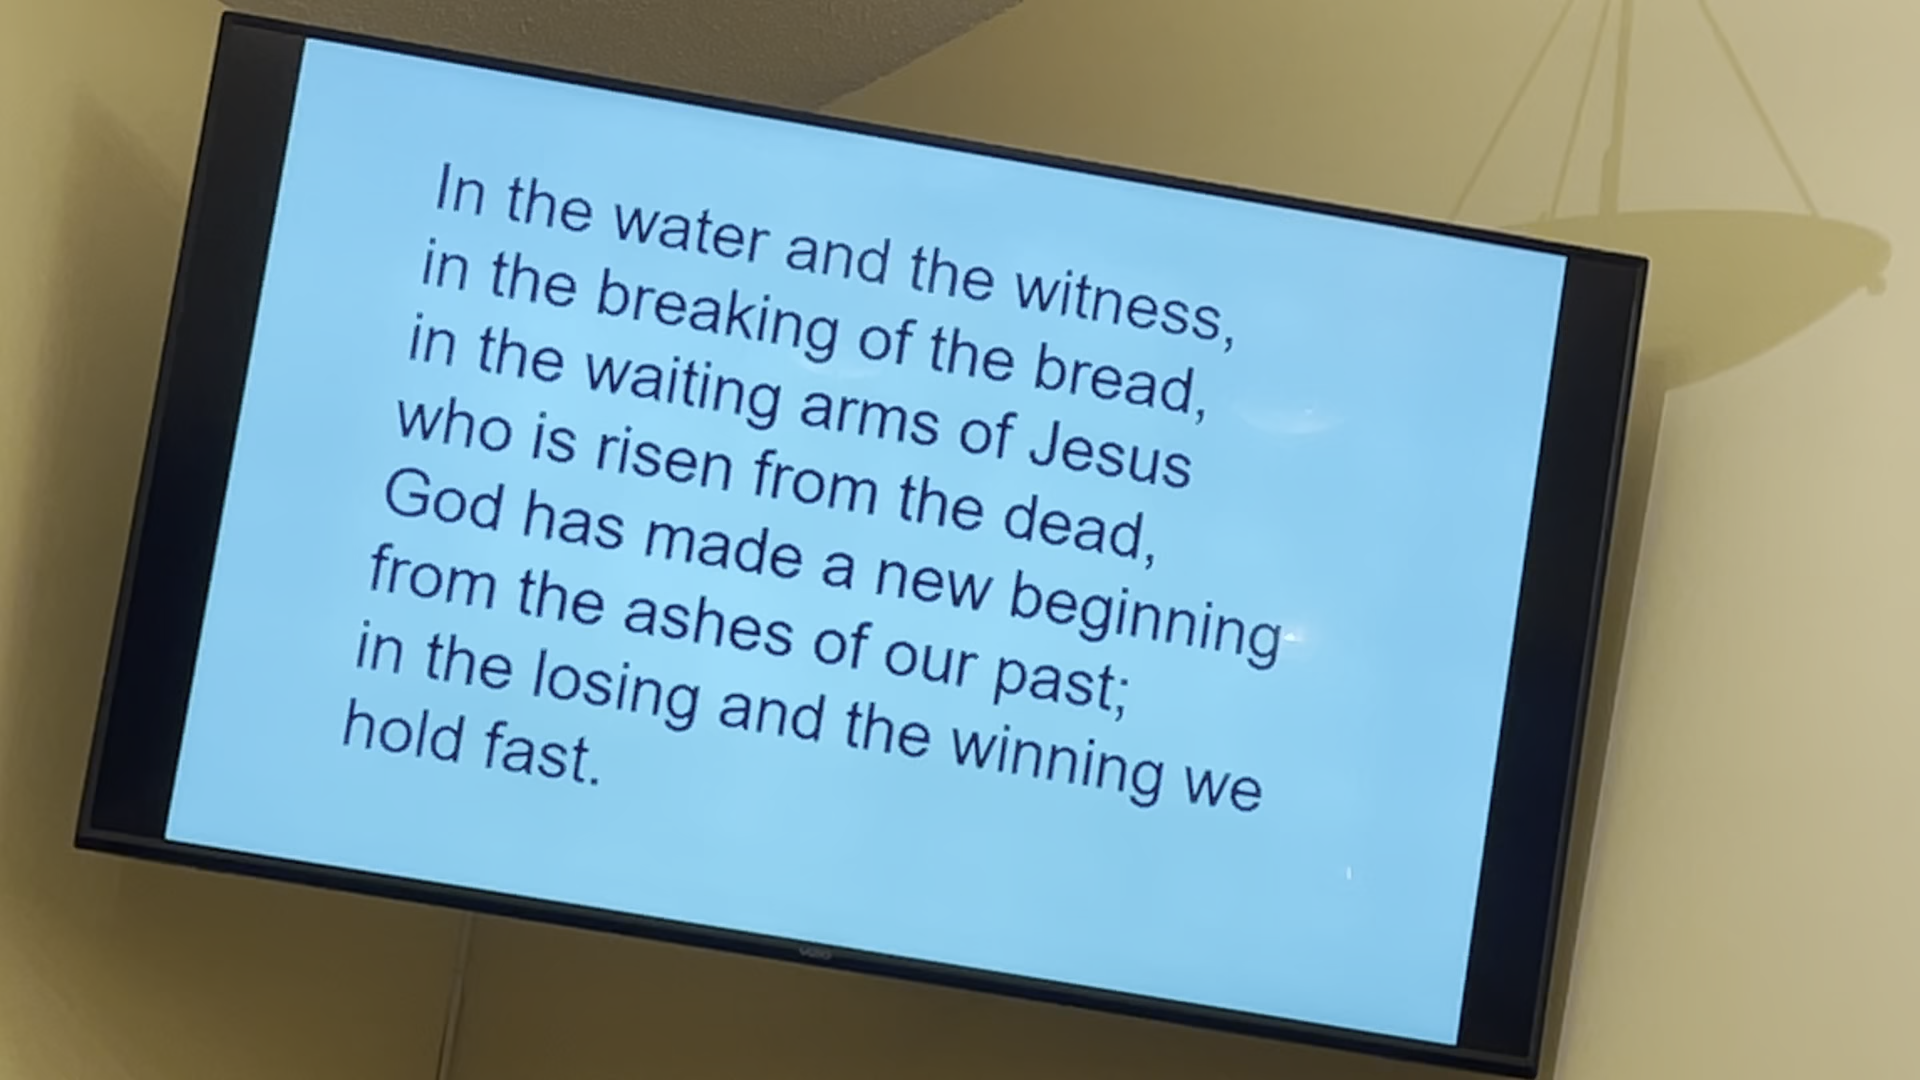 In the water and the witness,
in the breaking of the bread,
in the waiting arms of Jesus
who is risen from the dead,
God has made a new beginning
from the ashes of our past;
in the losing and the winning we
hold fast.